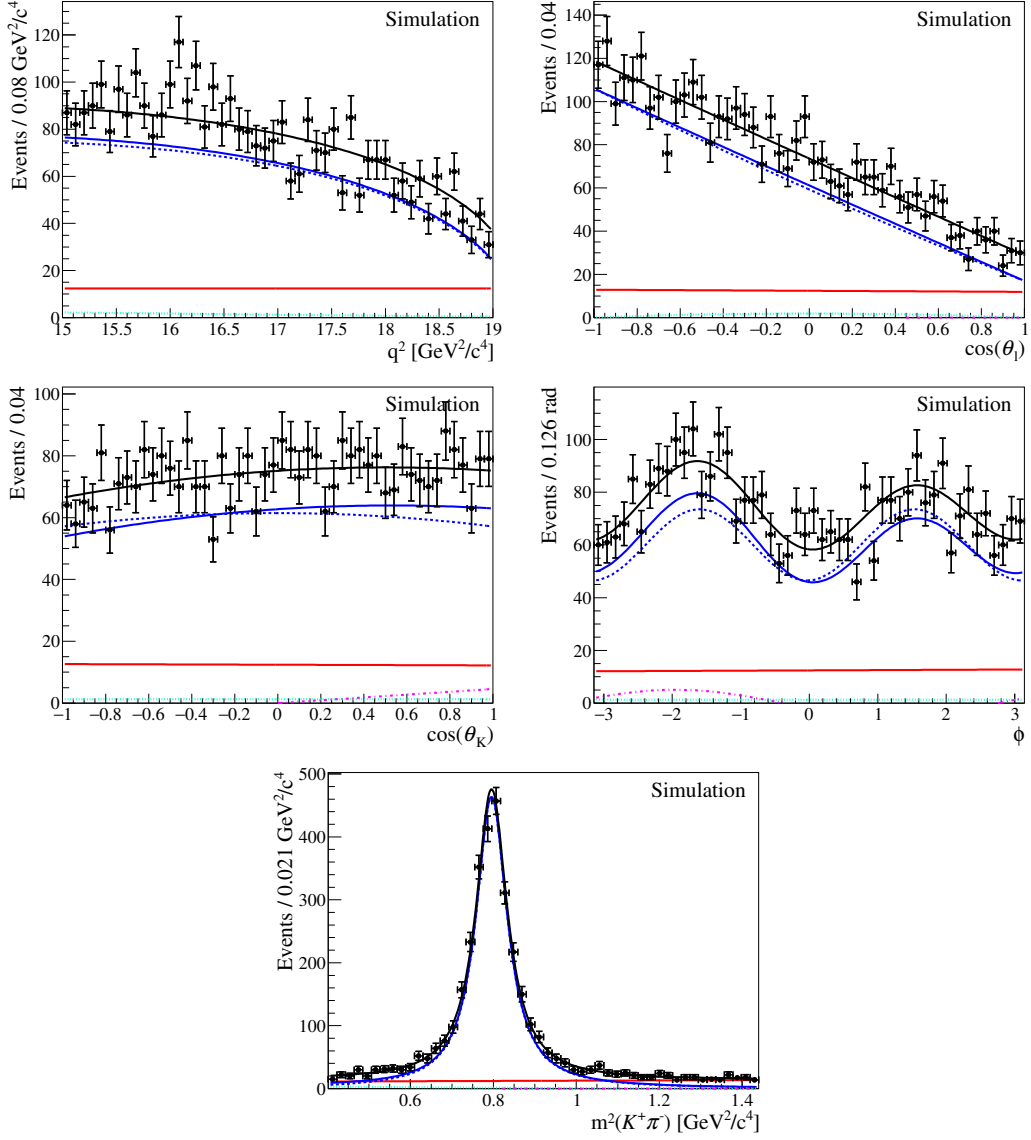 Events / 0.08 GeV²/c⁴
Simulation
120
100
80
60
40
20
0
15 15.5 16 16.5 17 17.5 18 18.5 19
q² [GeV²/c⁴]
Events / 0.04
Simulation
140
120
100
80
60
40
20
0
−1 −0.6 −0.2 0 0.2 0.4 0.6 0.8 1
cos(θ_l)
Events / 0.04
Simulation
100
80
60
40
20
0
−1 −0.8 −0.6 −0.4 −0.2 0 0.2 0.4 0.6 0.8 1
cos(θ_K)
Events / 0.126 rad
Simulation
120
100
80
60
40
20
0
−3 −2 −1 0 1 2 3
ϕ
Events / 0.021 GeV²/c⁴
Simulation
500
400
300
200
100
0
0.6 0.8 1 1.2 1.4
m²(K⁺π⁻) [GeV²/c⁴]